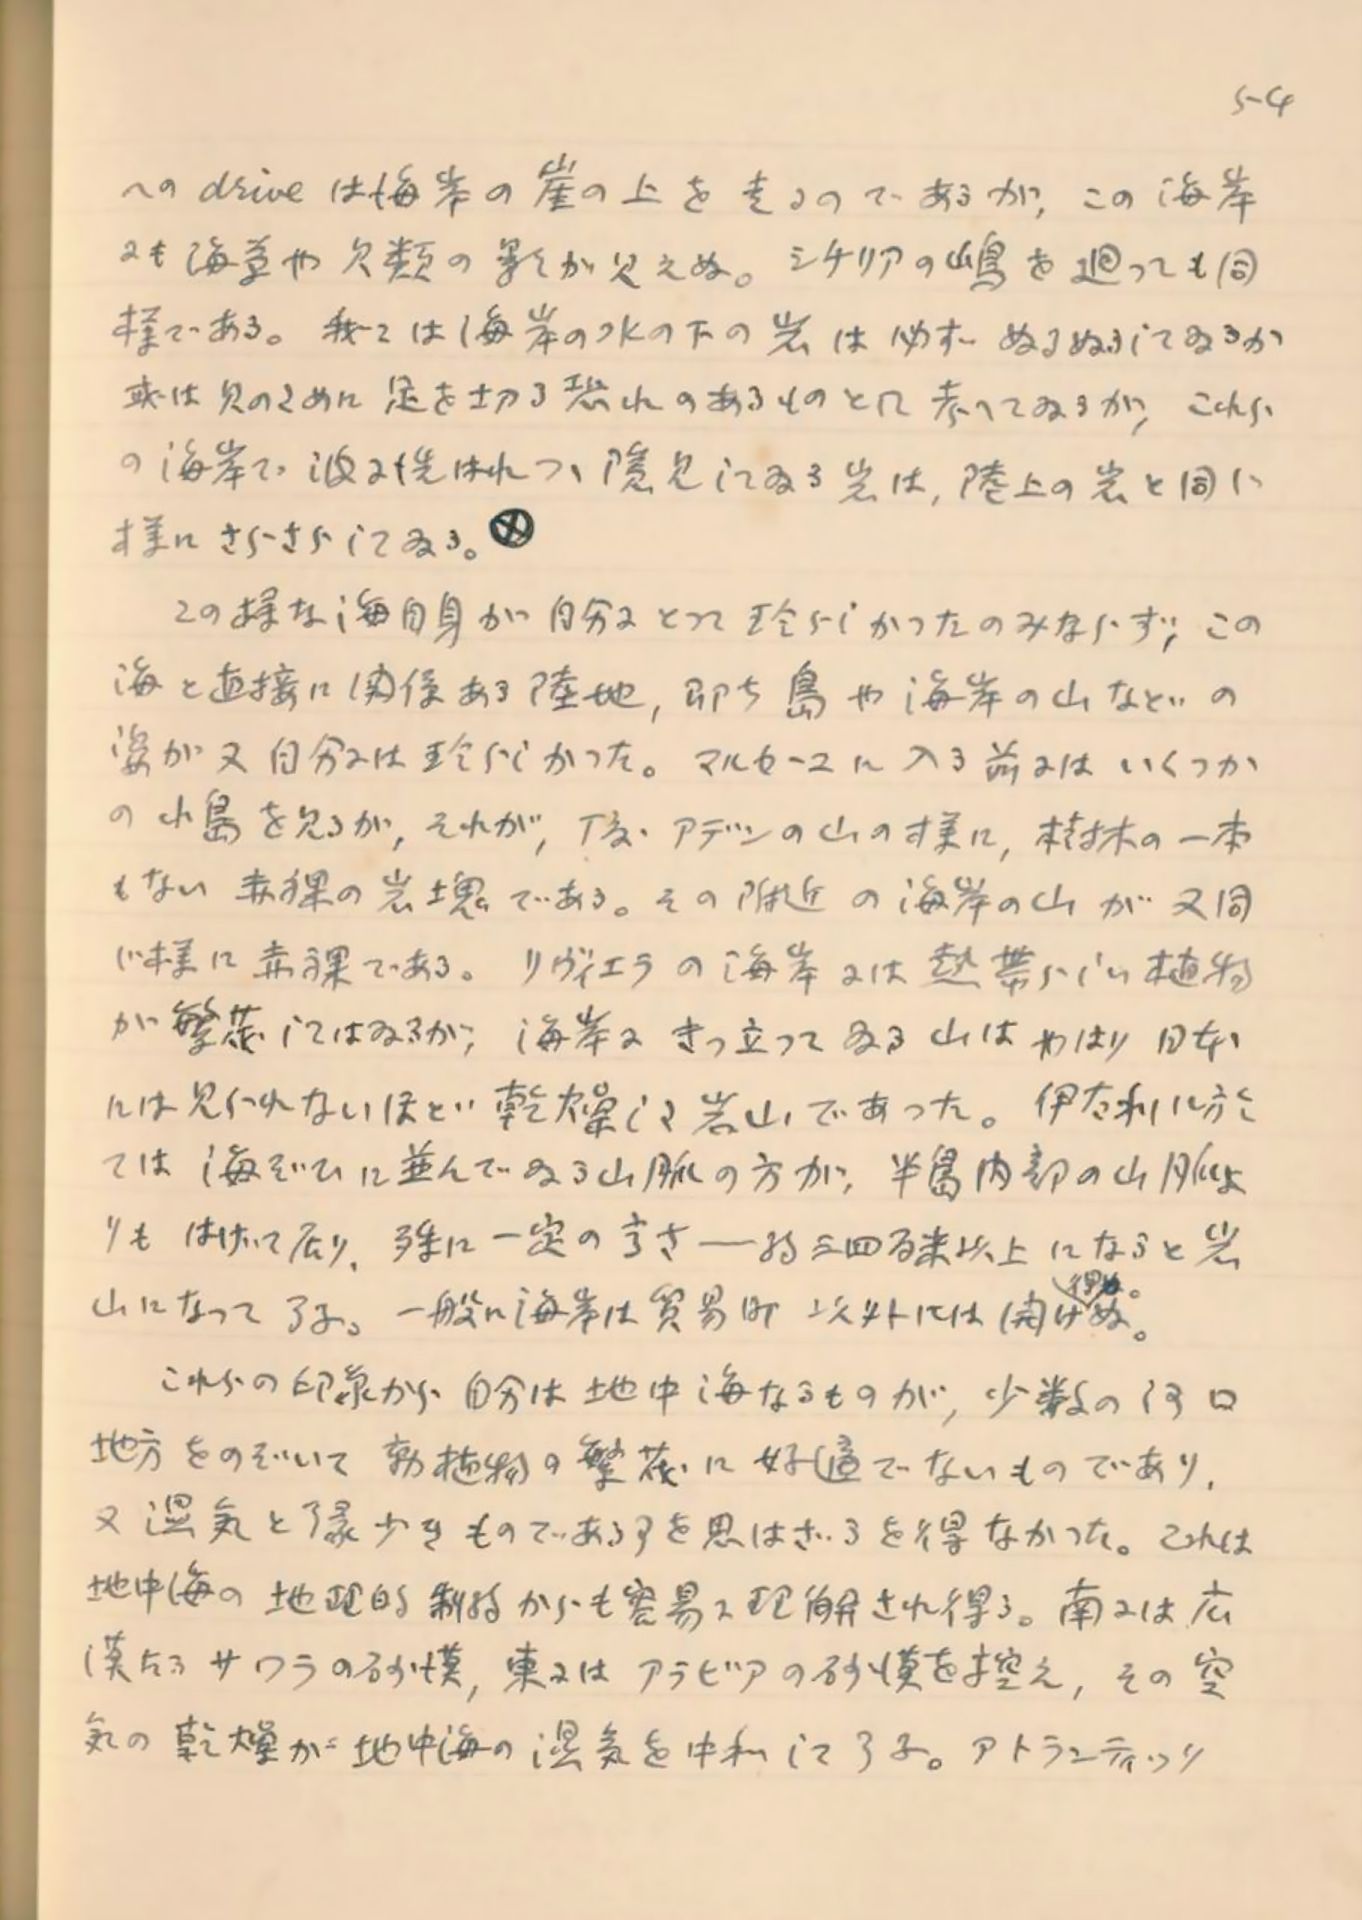 5-4
への drive は海岸の崖の上を走るのであるが, この海岸
にも海草や貝類の影が見えぬ。シチリアの嶋を廻っても同
様である。我々は海岸の水の下の岩は必ずぬるぬるしてゐるか
或は貝のために足を切る恐れのあるものとして考へてゐるが, これら
の海岸で波に洗はれつゝ隠見してゐる岩は, 陸上の岩と同じ
様にさらさらしてゐる。
この様な海自身が自分にとって珍らしかったのみならず, この
海と直接に関係ある陸地, 即ち島や海岸の山などの
姿が又自分には珍らしかった。マルセーユに入る前にはいくつか
の小島を見るが, それが, 丁度アデンの山の様に, 樹木の一本
もない赤裸の岩塊である。その附近の海岸の山が又同
じ様に赤裸である。リヴィエラの海岸には熱帯らしい植物
が繁茂してはゐるが, 海岸にきっ立ってゐる山はやはり日本
には見られないほど乾燥した岩山であった。伊太利に於
ては海ぞひに並んでゐる山脈の方が, 半島内部の山脈よ
りもはげて居り, 殊に一定の高さ——約三四百米以上になると岩
山になってゐる。一般に海岸は貿易町以外には開け得ぬ。
これらの印象から自分は地中海なるものが, 少数の河口
地方をのぞいて動植物の繁茂に好適でないものであり,
又湿気と縁少きものである事を思はざるを得なかった。これは
地中海の地理的制約からも容易に理解され得る。南には広
漠たるサワラの砂漠, 東にはアラビアの砂漠を控え, その空
気の乾燥が地中海の湿気を中和してゐる。アトランティック